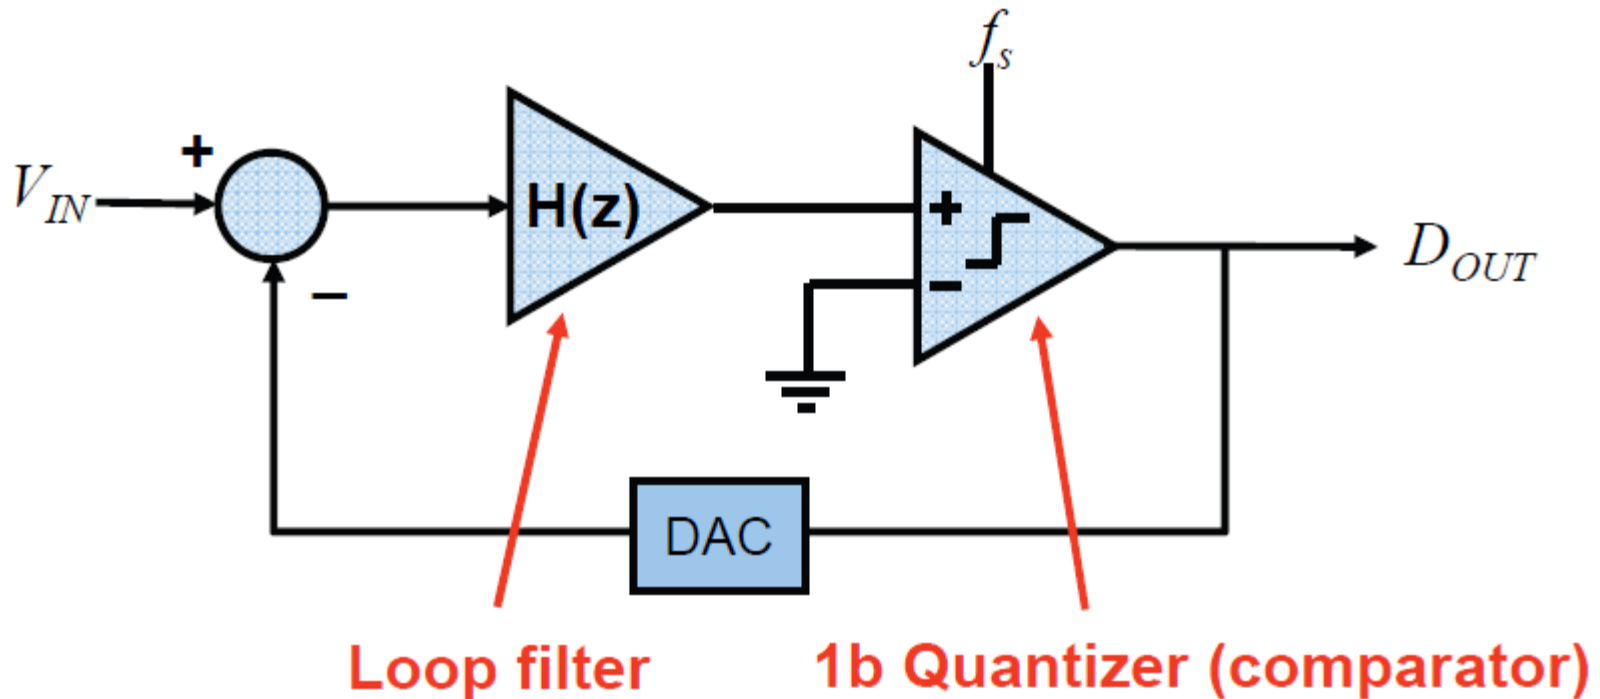 f_s
+
V_IN
H(z)
+
D_OUT
−
−
DAC
Loop filter
1b Quantizer (comparator)